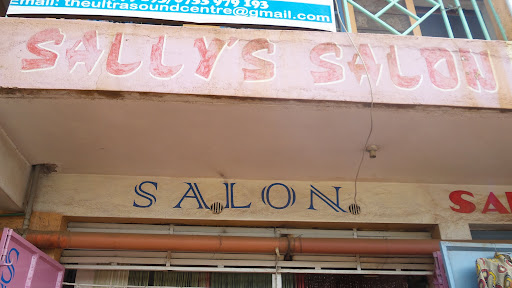 Email: theultrasoundcentre@gmail.com
SALLY'S SALON
SALON.